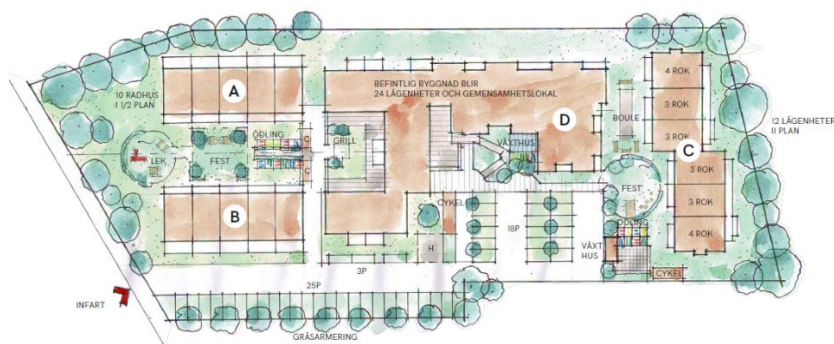 A
10 RADHUS
1 1/2 PLAN
ODLING
C
LEK
FEST
C
B
BEFINTLIG BYGGNAD BLIR
24 LÄGENHETER OCH GEMENSAMHETSLOKAL
D
GRILL
VÄXTHUS
CYKEL
H
18P
3P
25P
INFART
GRÄSARMERING
BOULE
4 ROK
3 ROK
3 ROK
C
3 ROK
3 ROK
4 ROK
12 LÄGENHETER
II PLAN
FEST
ODLING
VÄXT
HUS
CYKEL